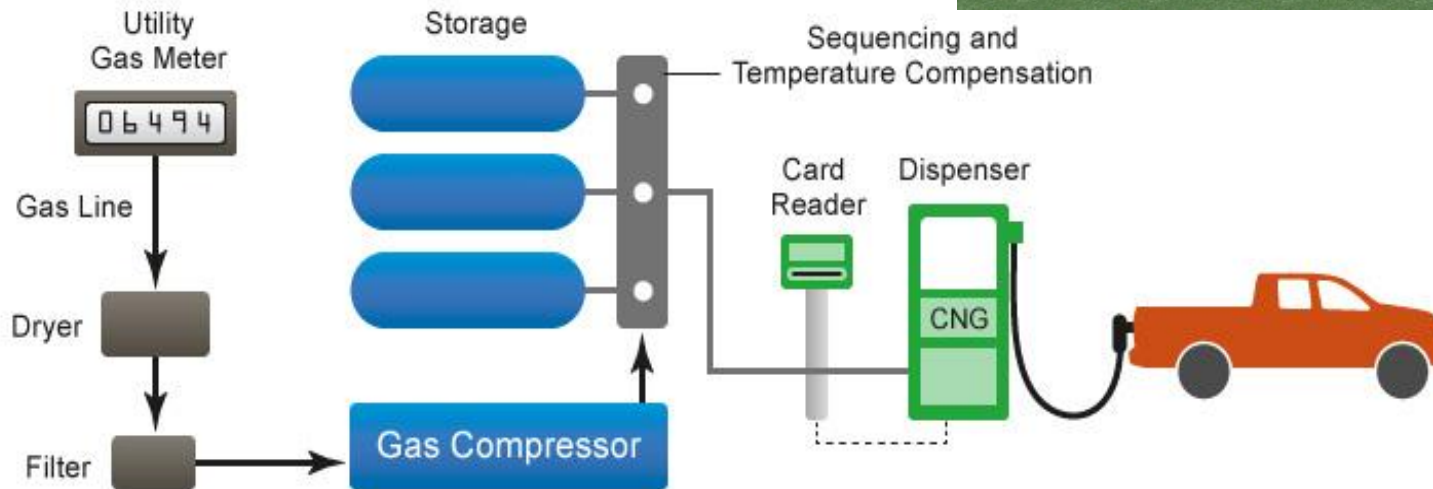 Utility
Gas Meter
06494
Gas Line
Dryer
Filter
Storage
Gas Compressor
Sequencing and
Temperature Compensation
Card
Reader
Dispenser
CNG